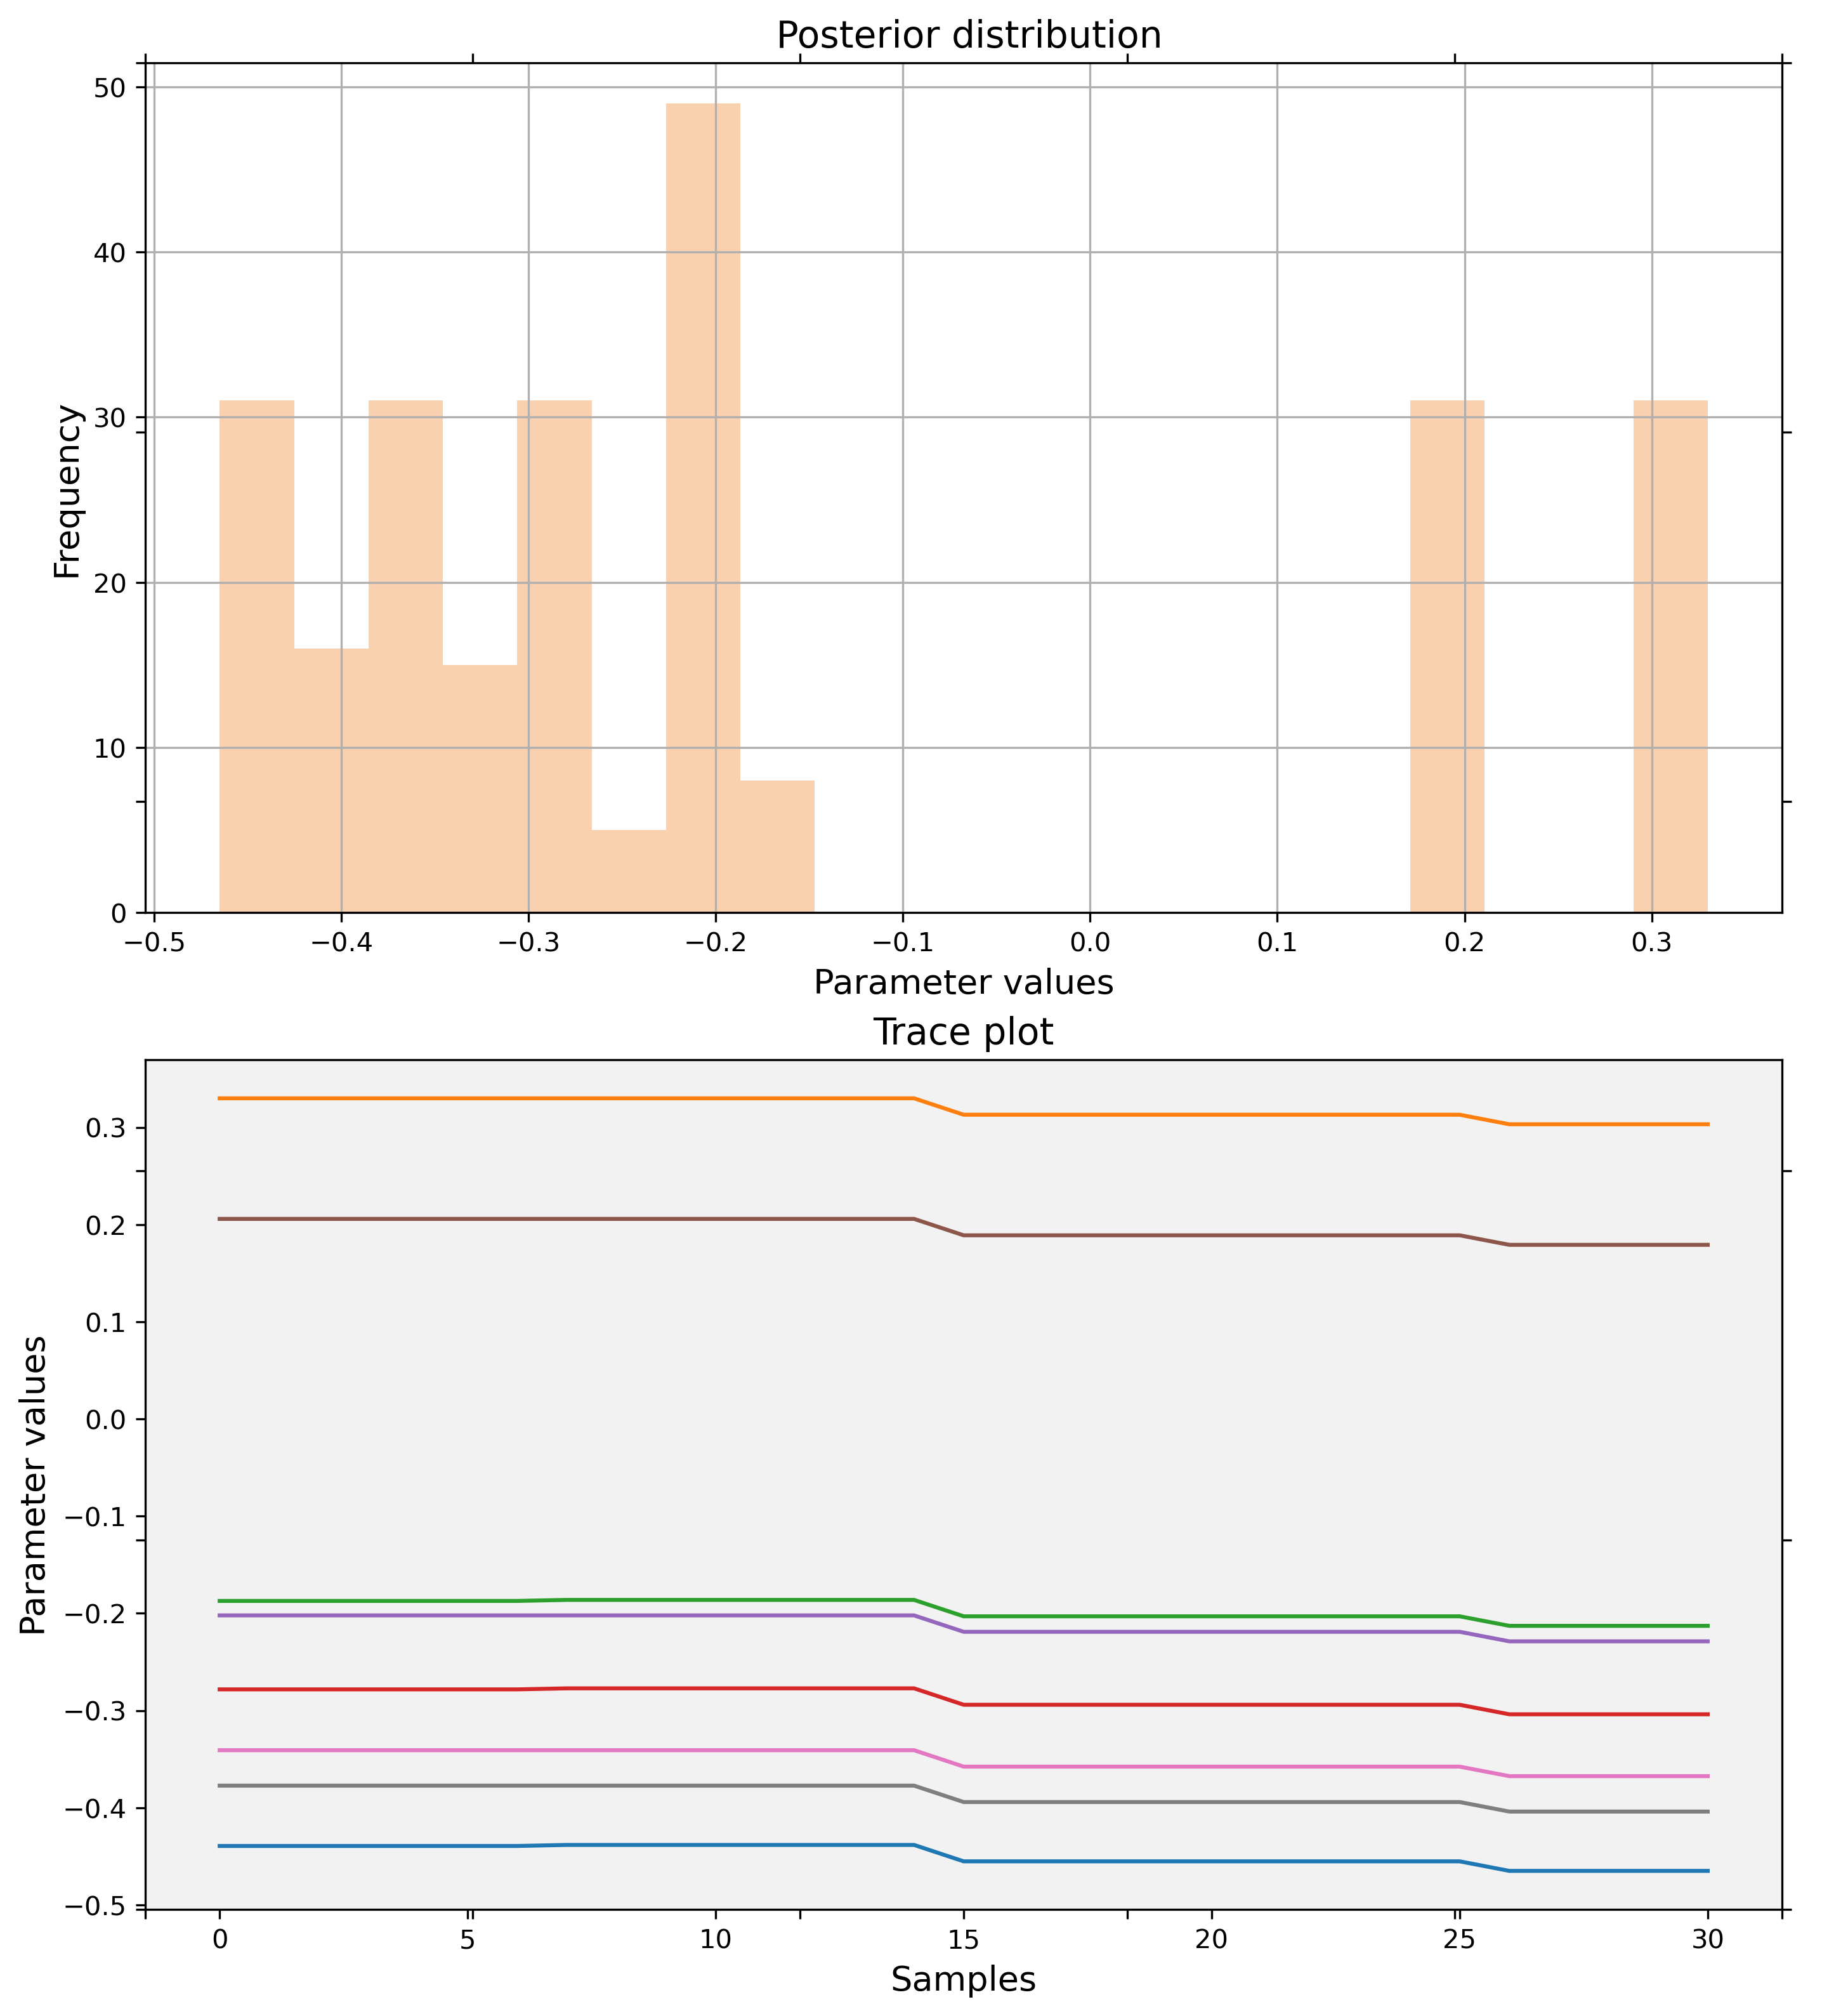 Posterior distribution
50
40
30
20
10
0
Frequency
−0.5 −0.4 −0.3 −0.2 −0.1 0.0 0.1 0.2 0.3
Parameter values
Trace plot
0.3
0.2
0.1
0.0
−0.1
−0.2
−0.3
−0.4
−0.5
Parameter values
0 5 10 15 20 25 30
Samples